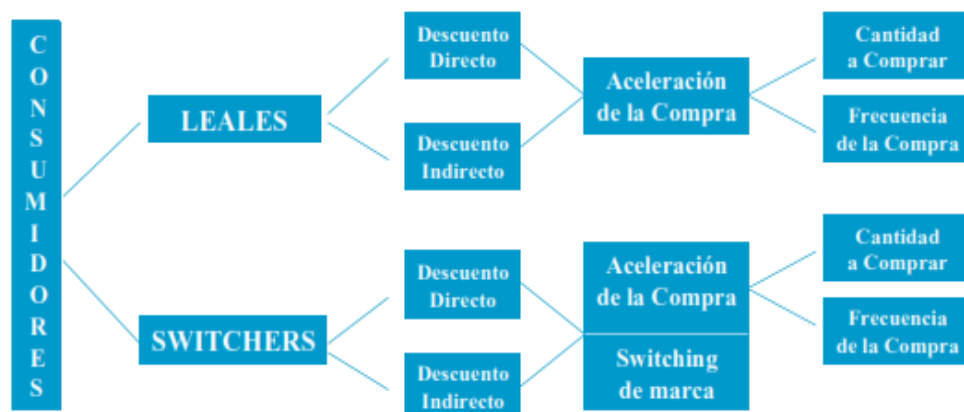 CONSUMIDORES
LEALES
Descuento
Directo
Descuento
Indirecto
Aceleración
de la Compra
Cantidad
a Comprar
Frecuencia
de la Compra
SWITCHERS
Descuento
Directo
Descuento
Indirecto
Aceleración
de la Compra
Switching
de marca
Cantidad
a Comprar
Frecuencia
de la Compra